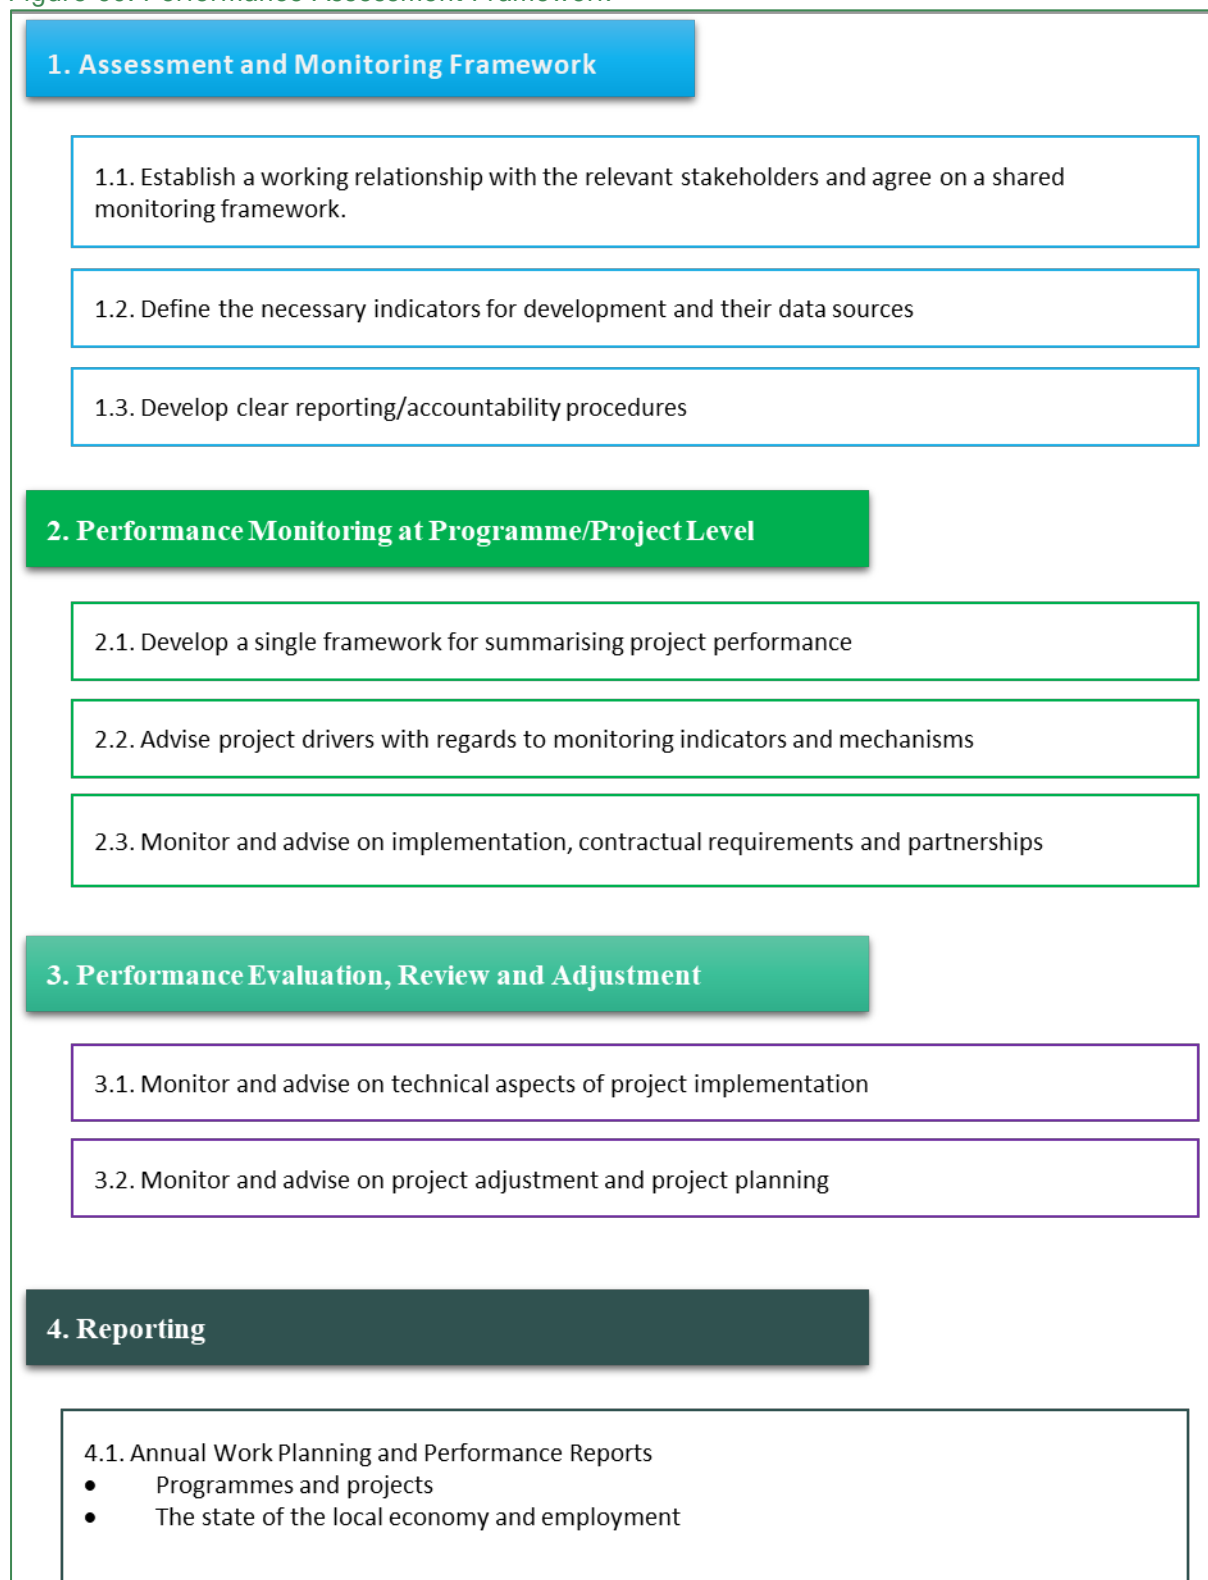 Performance Assessment Framework
1. Assessment and Monitoring Framework
1.1. Establish a working relationship with the relevant stakeholders and agree on a shared
monitoring framework.
1.2. Define the necessary indicators for development and their data sources
1.3. Develop clear reporting/accountability procedures
2. Performance Monitoring at Programme/Project Level
2.1. Develop a single framework for summarising project performance
2.2. Advise project drivers with regards to monitoring indicators and mechanisms
2.3. Monitor and advise on implementation, contractual requirements and partnerships
3. Performance Evaluation, Review and Adjustment
3.1. Monitor and advise on technical aspects of project implementation
3.2. Monitor and advise on project adjustment and project planning
4. Reporting
4.1. Annual Work Planning and Performance Reports
• Programmes and projects
• The state of the local economy and employment